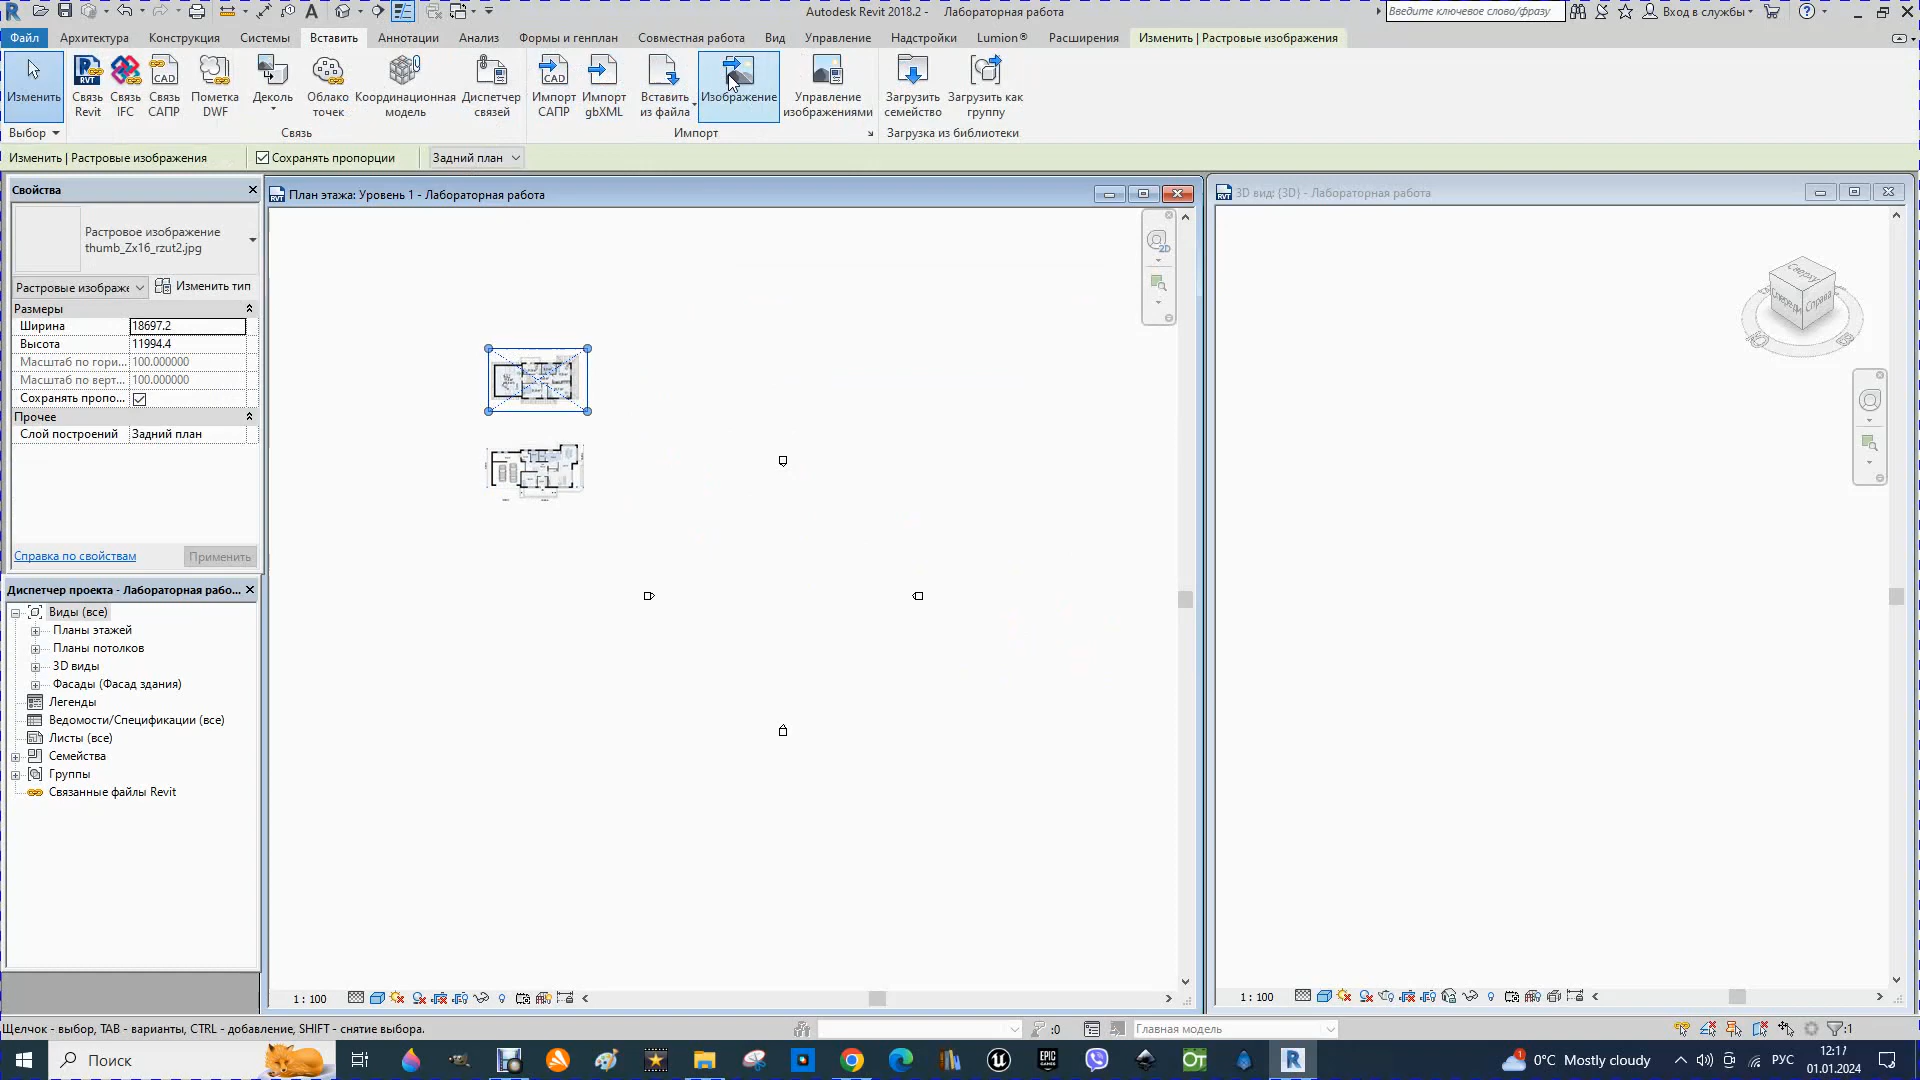 Autodesk Revit 2018.2 - Лабораторная работа
Введите ключевое слово/фразу
Вход в службы
Файл Архитектура Конструкция Системы Вставить Аннотации Анализ Формы и генплан Совместная работа Вид Управление Надстройки Lumion® Расширения Изменить | Растровые изображения
Изменить
Связь Revit
Связь IFC
Связь САПР
Пометка DWF
Деколь
Облако точек
Координационная модель
Диспетчер связей
Импорт САПР
Импорт gbXML
Вставить из файла
Изображение
Управление изображениями
Загрузить семейство
Загрузить как группу
Выбор
Связь
Импорт
Загрузка из библиотеки
Изменить | Растровые изображения
Сохранять пропорции
Задний план
Свойства
Растровое изображение
thumb_Zx16_rzut2.jpg
Растровые изображе
Изменить тип
Размеры
Ширина 18697.2
Высота 11994.4
Масштаб по гори... 100.000000
Масштаб по верт... 100.000000
Сохранять пропо...
Прочее
Слой построений Задний план
Справка по свойствам
Применить
Диспетчер проекта - Лабораторная рабо...
Виды (все)
Планы этажей
Планы потолков
3D виды
Фасады (Фасад здания)
Легенды
Ведомости/Спецификации (все)
Листы (все)
Семейства
Группы
Связанные файлы Revit
План этажа: Уровень 1 - Лабораторная работа
2D
1 : 100
3D вид: {3D} - Лабораторная работа
Сверху
Спереди
Справа
1 : 100
Щелчок - выбор, TAB - варианты, CTRL - добавление, SHIFT - снятие выбора.
:0
Главная модель
:1
Поиск
0°C Mostly cloudy
РУС
12:17
01.01.2024